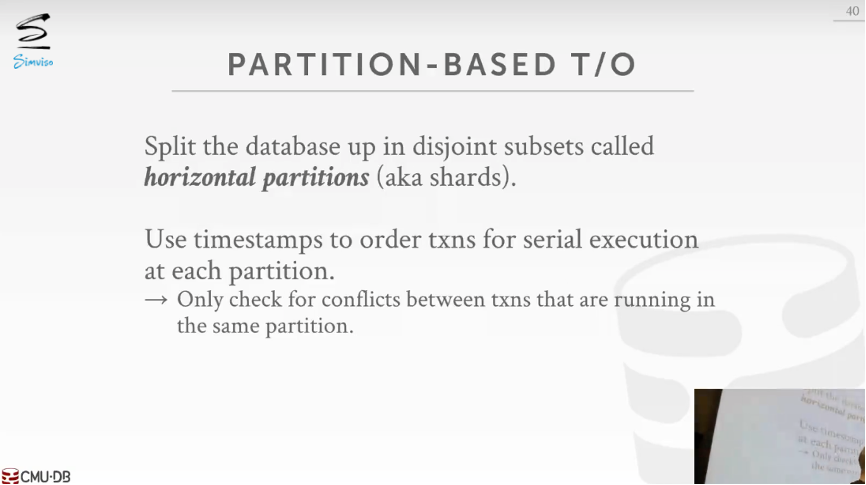 40
Simviso
PARTITION-BASED T/O
Split the database up in disjoint subsets called
horizontal partitions (aka shards).
Use timestamps to order txns for serial execution
at each partition.
→ Only check for conflicts between txns that are running in
the same partition.
CMU·DB